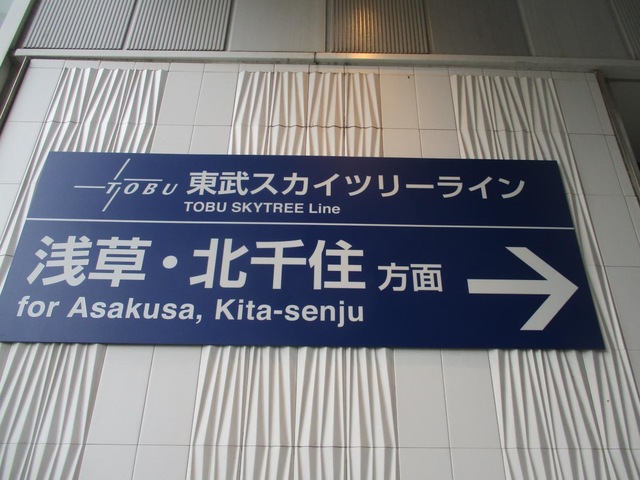 TOBU 東武スカイツリーライン
TOBU SKYTREE Line
浅草・北千住 方面
for Asakusa, Kita-senju